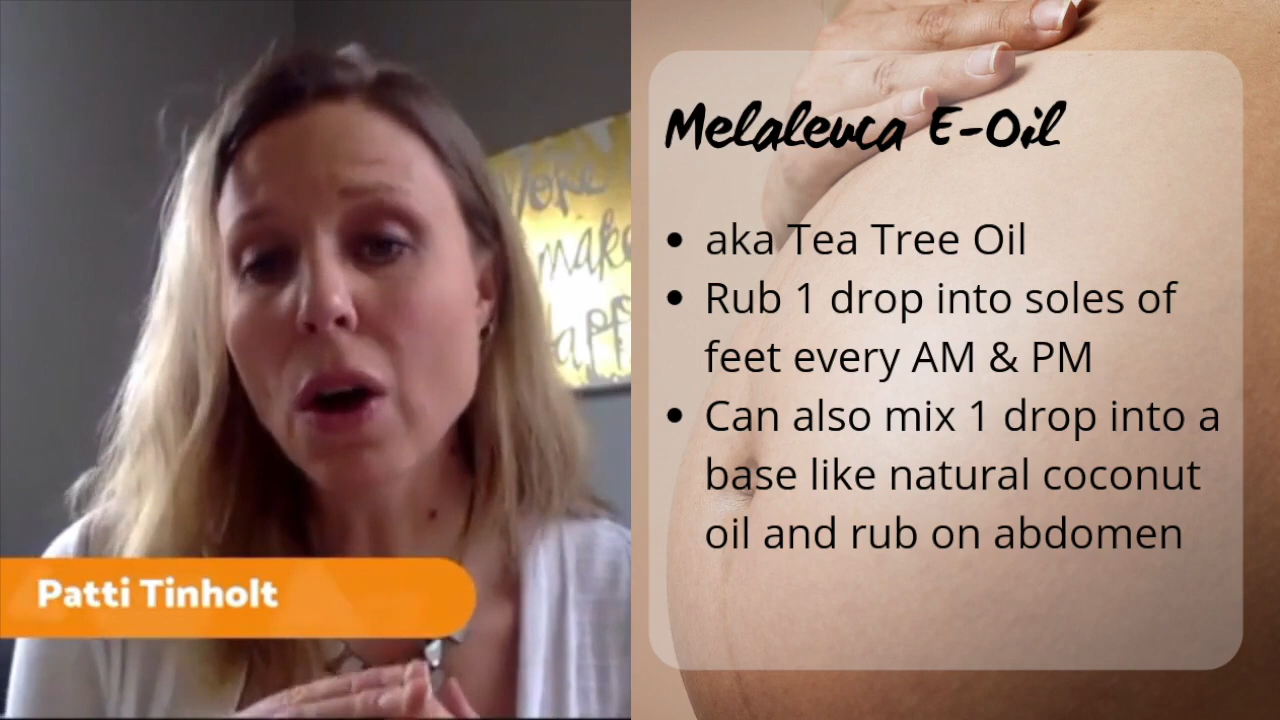 make
Patti Tinholt
Melaleuca E-Oil
• aka Tea Tree Oil
• Rub 1 drop into soles of
feet every AM & PM
• Can also mix 1 drop into a
base like natural coconut
oil and rub on abdomen